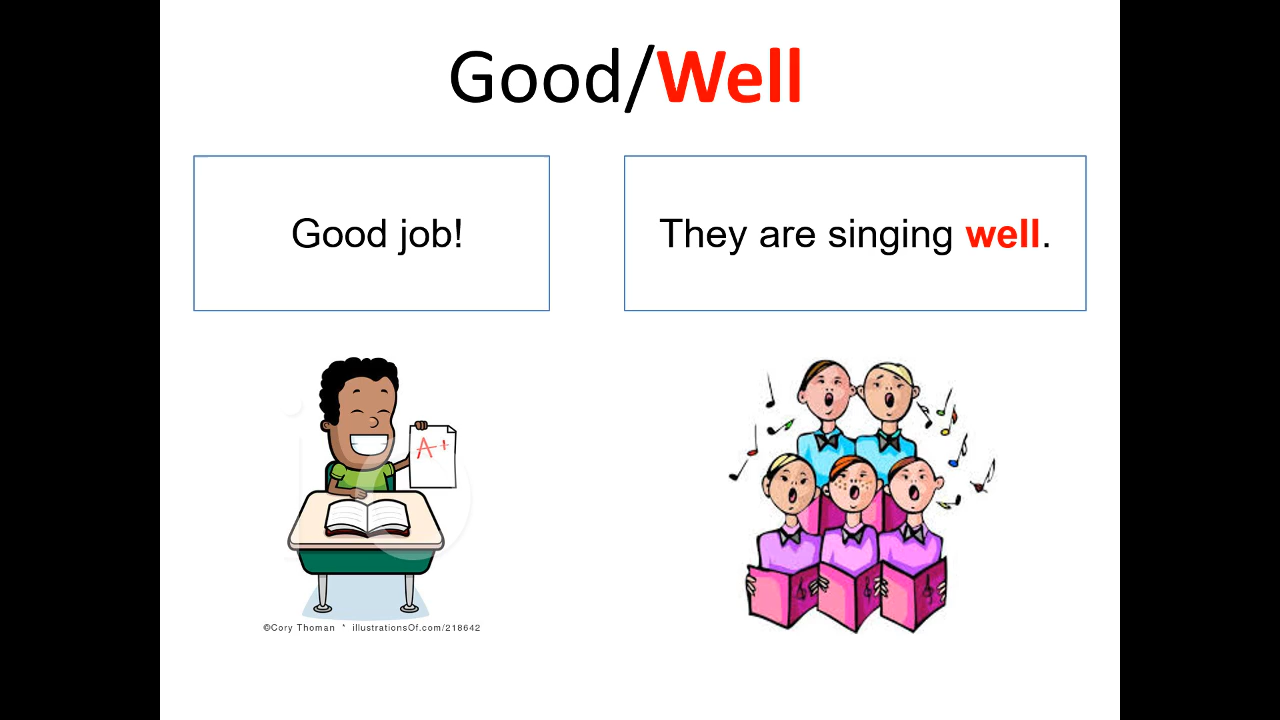 Good/Well
Good job!
They are singing well.
A+
©Cory Thoman * illustrationsOf.com/218642